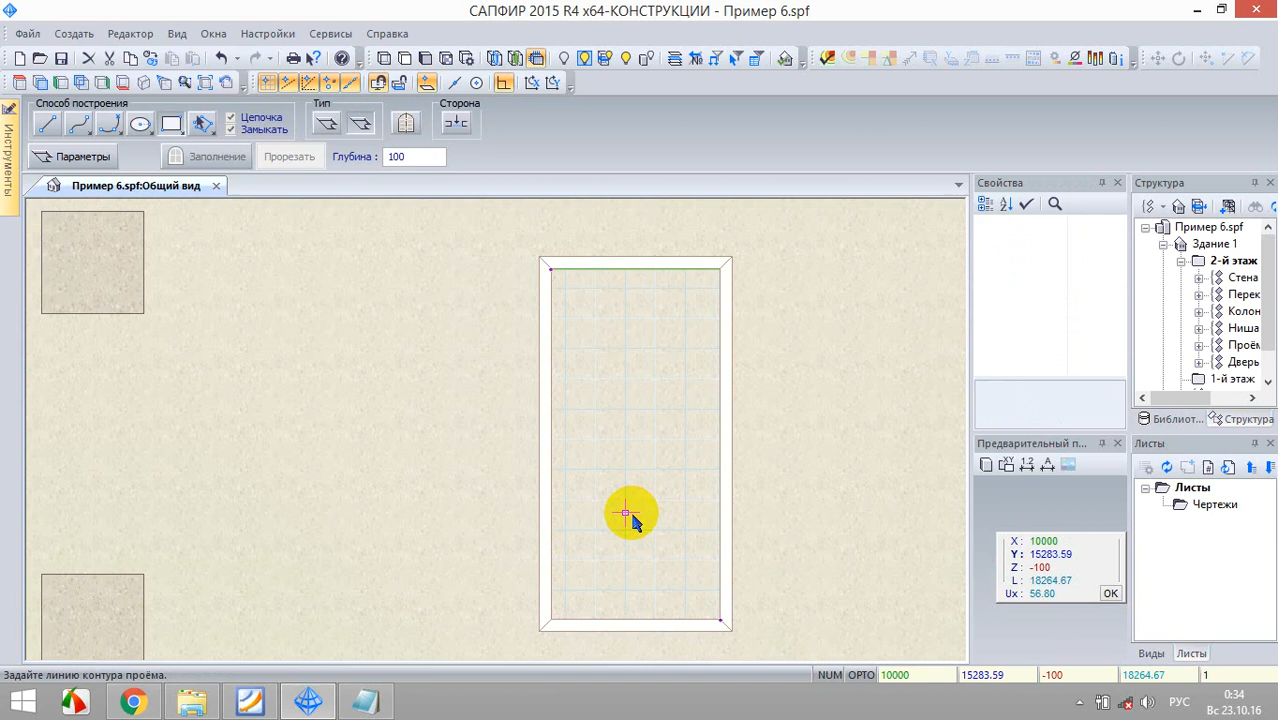 САПФИР 2015 R4 x64-КОНСТРУКЦИИ - Пример 6.spf
Файл Создать Редактор Вид Окна Настройки Сервисы Справка
Способ построения Тип Сторона
Цепочка
Замыкать
Параметры Заполнение Прорезать Глубина : 100
Инструменты
Пример 6.spf:Общий вид
Свойства
Структура
Пример 6.spf
Здание 1
2-й этаж
Стена
Перек
Колон
Ниша
Проём
Дверь
1-й этаж
Библиот... Структура
Предварительный п...
1.2
Листы
Листы
Чертежи
X : 10000
Y : 15283.59
Z : -100
L : 18264.67
Ux : 56.80 OK
Виды Листы
Задайте линию контура проёма. NUM ОРТО 10000 15283.59 -100 18264.67 1
РУС
0:34
Вс 23.10.16